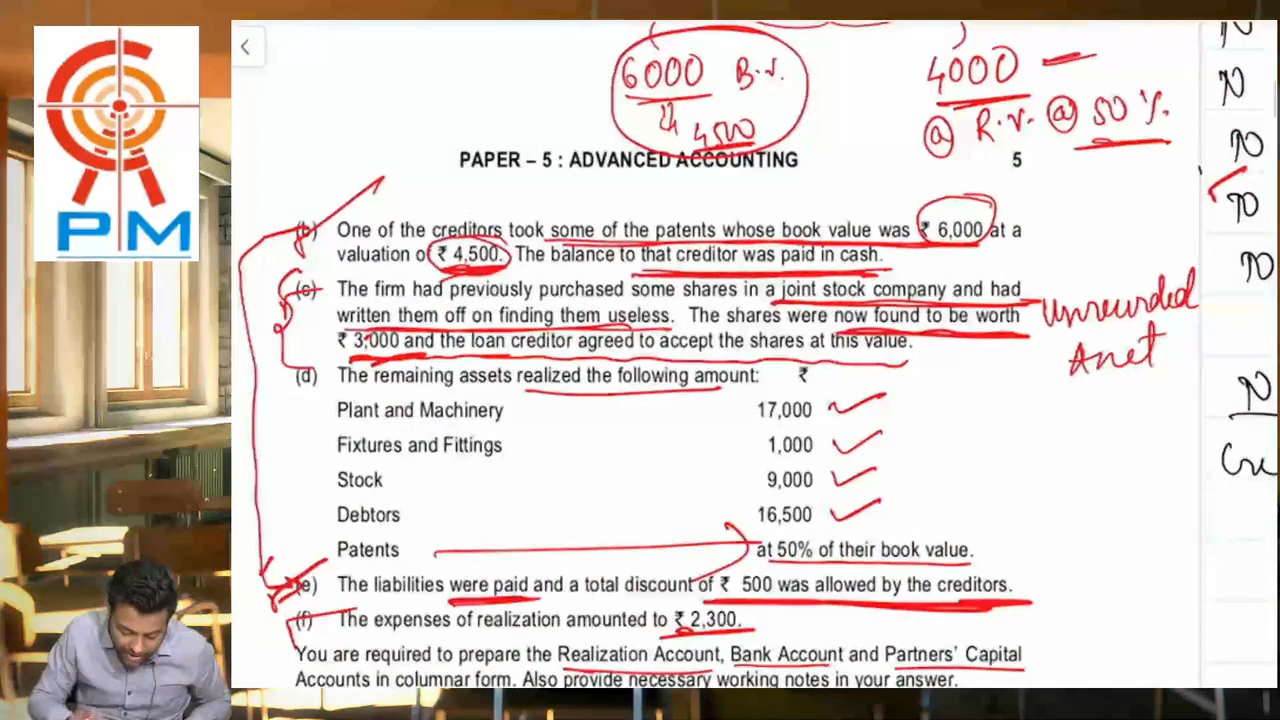 6000 B.v. 4000
4500 @ R.v. @ 50 %.
PAPER – 5 : ADVANCED ACCOUNTING 5
(b) One of the creditors took some of the patents whose book value was ₹ 6,000 at a
valuation of ₹ 4,500. The balance to that creditor was paid in cash.
(c) The firm had previously purchased some shares in a joint stock company and had
written them off on finding them useless. The shares were now found to be worth
₹ 3,000 and the loan creditor agreed to accept the shares at this value.
(d) The remaining assets realized the following amount: ₹
Plant and Machinery 17,000
Fixtures and Fittings 1,000
Stock 9,000
Debtors 16,500
Patents at 50% of their book value.
(e) The liabilities were paid and a total discount of ₹ 500 was allowed by the creditors.
(f) The expenses of realization amounted to ₹ 2,300.
You are required to prepare the Realization Account, Bank Account and Partners' Capital
Accounts in columnar form. Also provide necessary working notes in your answer.
PM